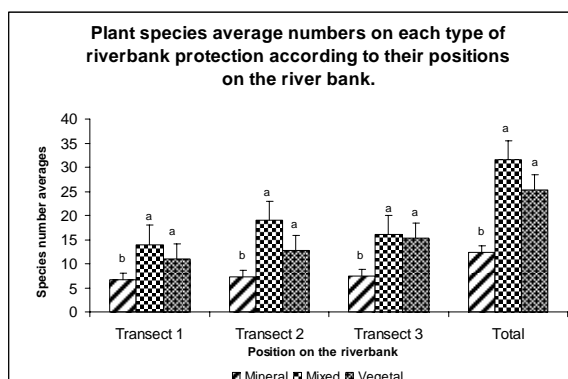 Plant species average numbers on each type of
riverbank protection according to their positions
on the river bank.
Species number averages
40
35
30
25
20
15
10
5
0
b a a b a a b a a b a a
Transect 1 Transect 2 Transect 3 Total
Position on the riverbank
Mineral Mixed Vegetal